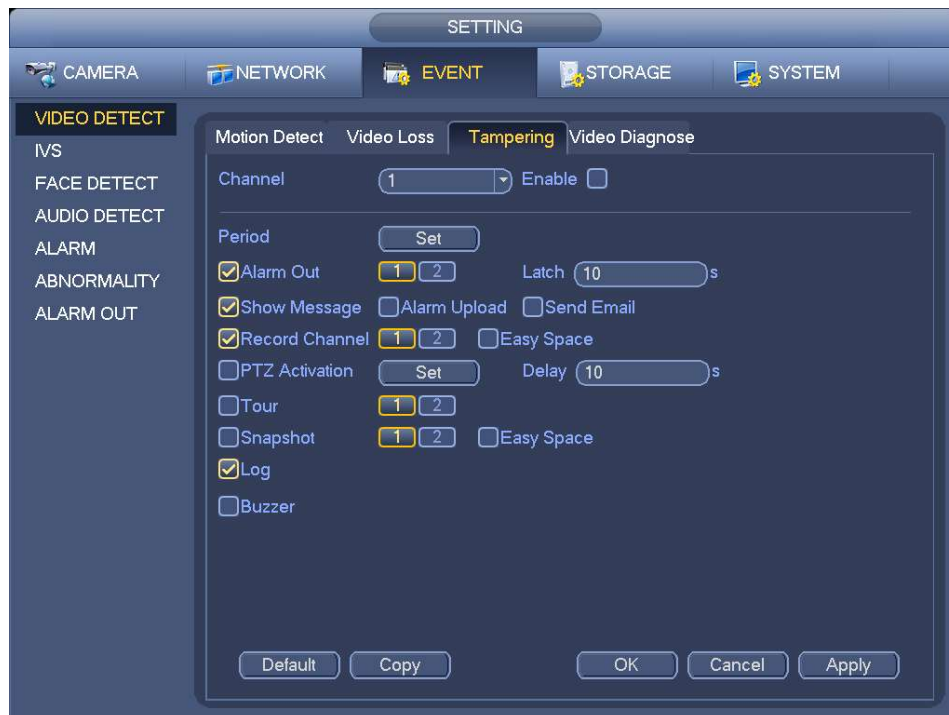 SETTING
CAMERA NETWORK EVENT STORAGE SYSTEM
VIDEO DETECT
IVS
FACE DETECT
AUDIO DETECT
ALARM
ABNORMALITY
ALARM OUT
Motion Detect Video Loss Tampering Video Diagnose
Channel 1 Enable
Period Set
Alarm Out 1 2 Latch 10 s
Show Message Alarm Upload Send Email
Record Channel 1 2 Easy Space
PTZ Activation Set Delay 10 s
Tour 1 2
Snapshot 1 2 Easy Space
Log
Buzzer
Default Copy OK Cancel Apply